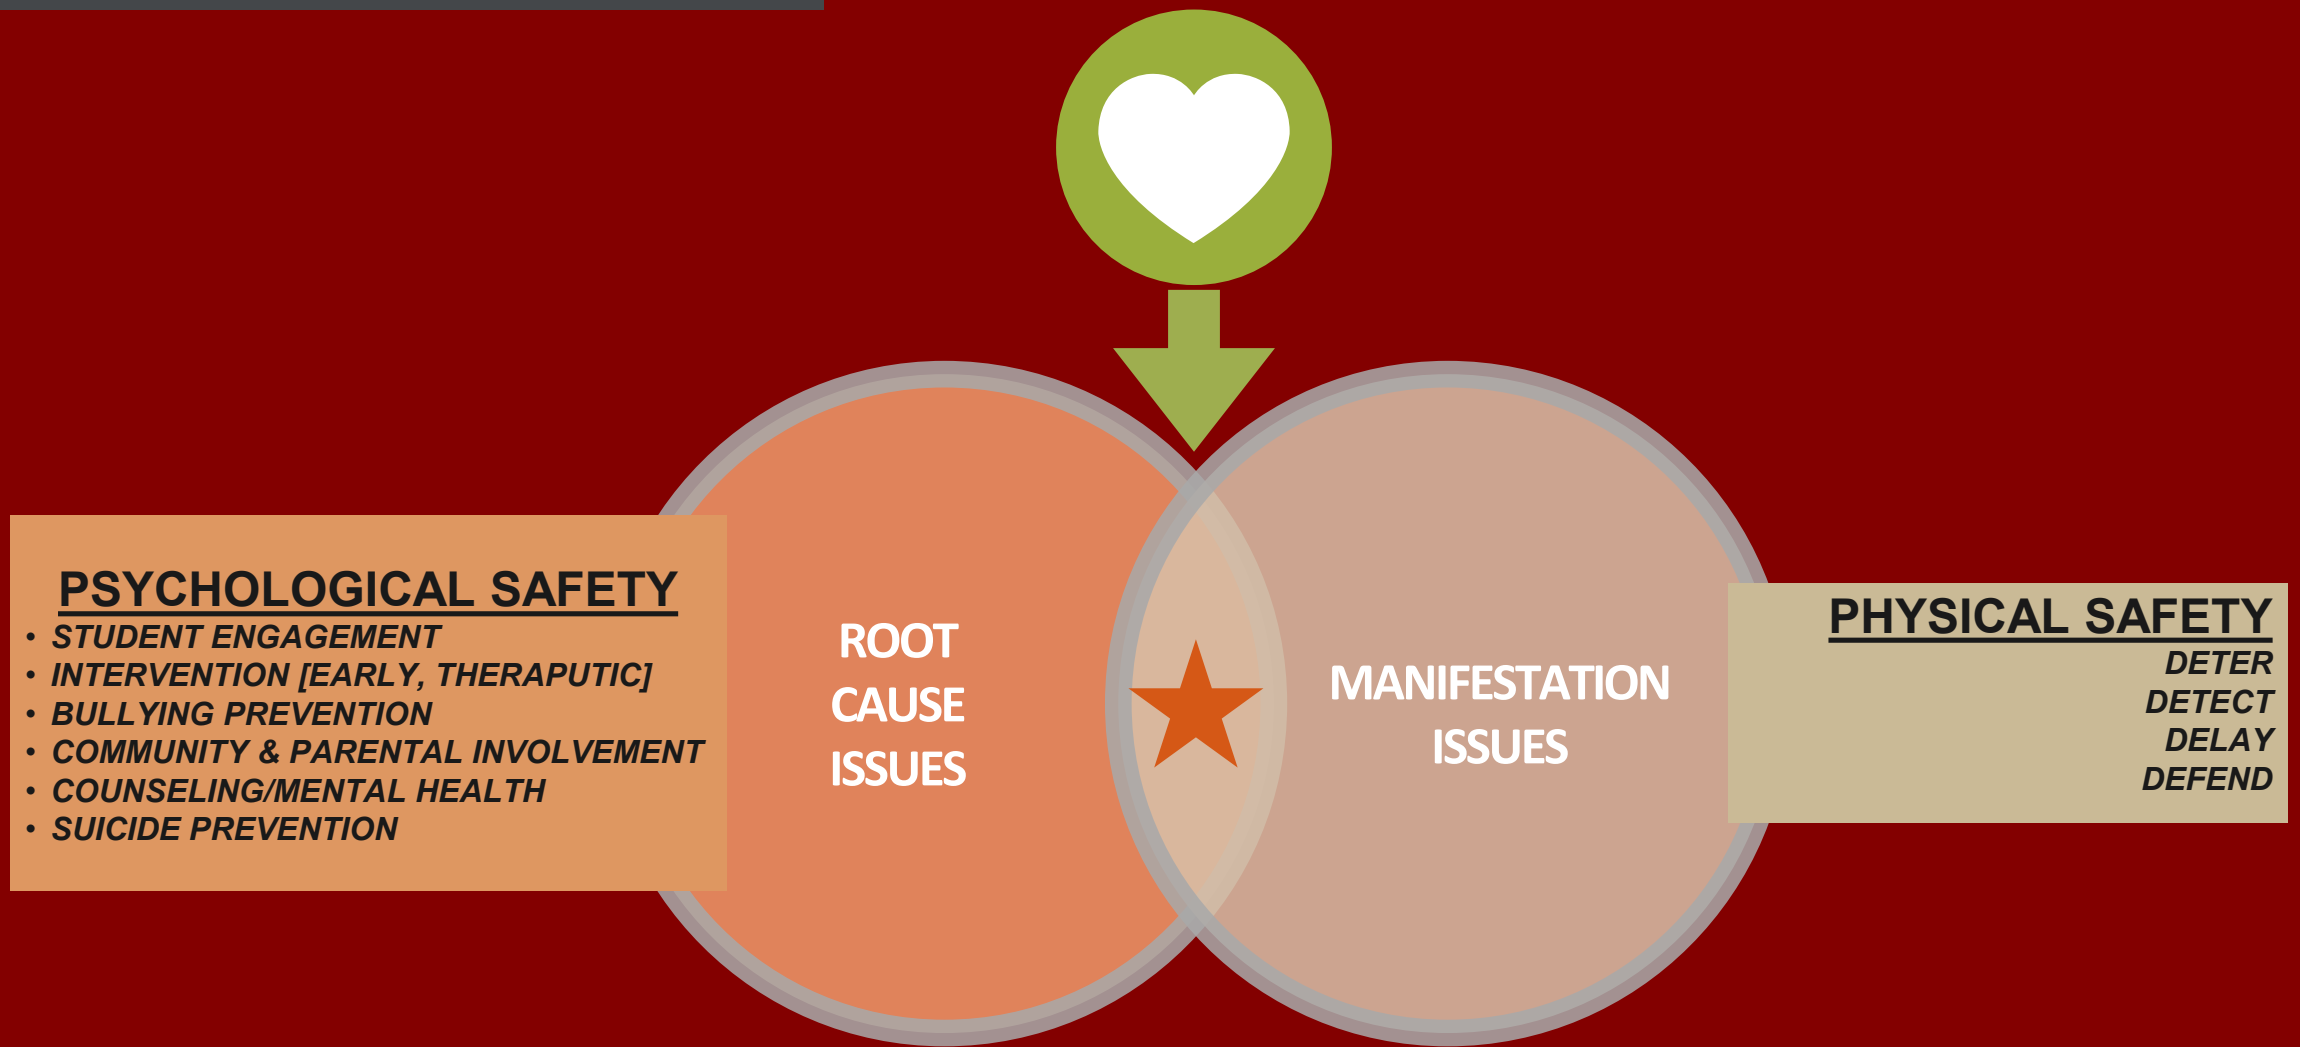 PSYCHOLOGICAL SAFETY
• STUDENT ENGAGEMENT
• INTERVENTION [EARLY, THERAPUTIC]
• BULLYING PREVENTION
• COMMUNITY & PARENTAL INVOLVEMENT
• COUNSELING/MENTAL HEALTH
• SUICIDE PREVENTION
ROOT
CAUSE
ISSUES
MANIFESTATION
ISSUES
PHYSICAL SAFETY
DETER
DETECT
DELAY
DEFEND